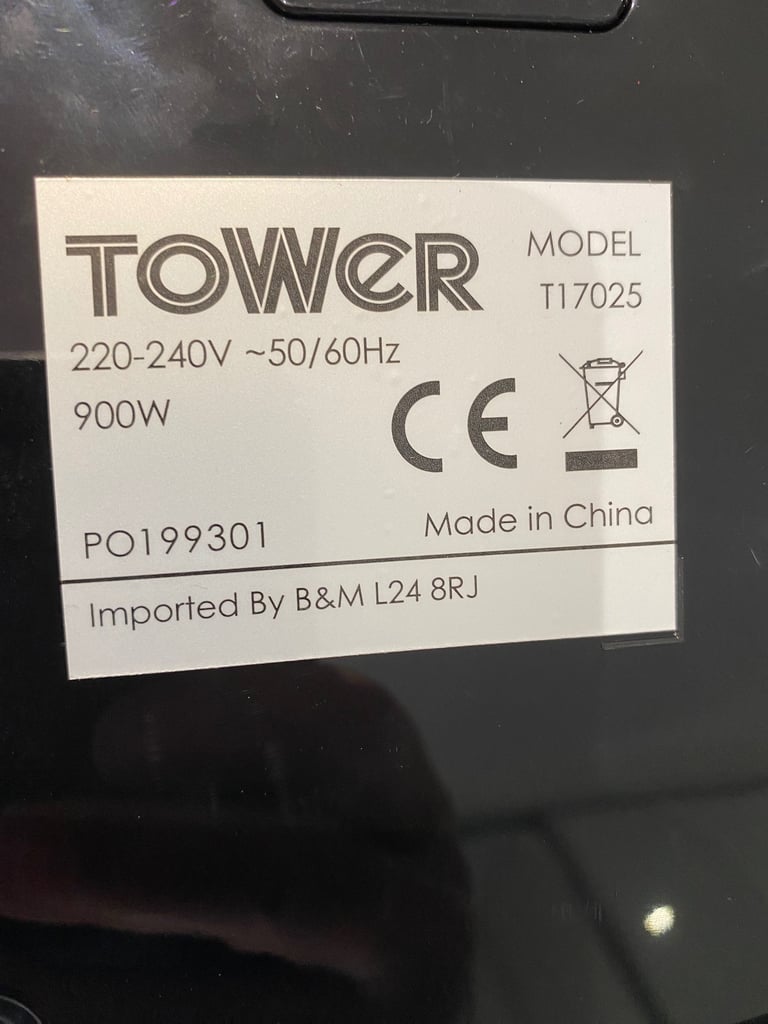 TOWER
MODEL
T17025
220-240V ~50/60Hz
900W
CE
PO199301
Made in China
Imported By B&M L24 8RJ